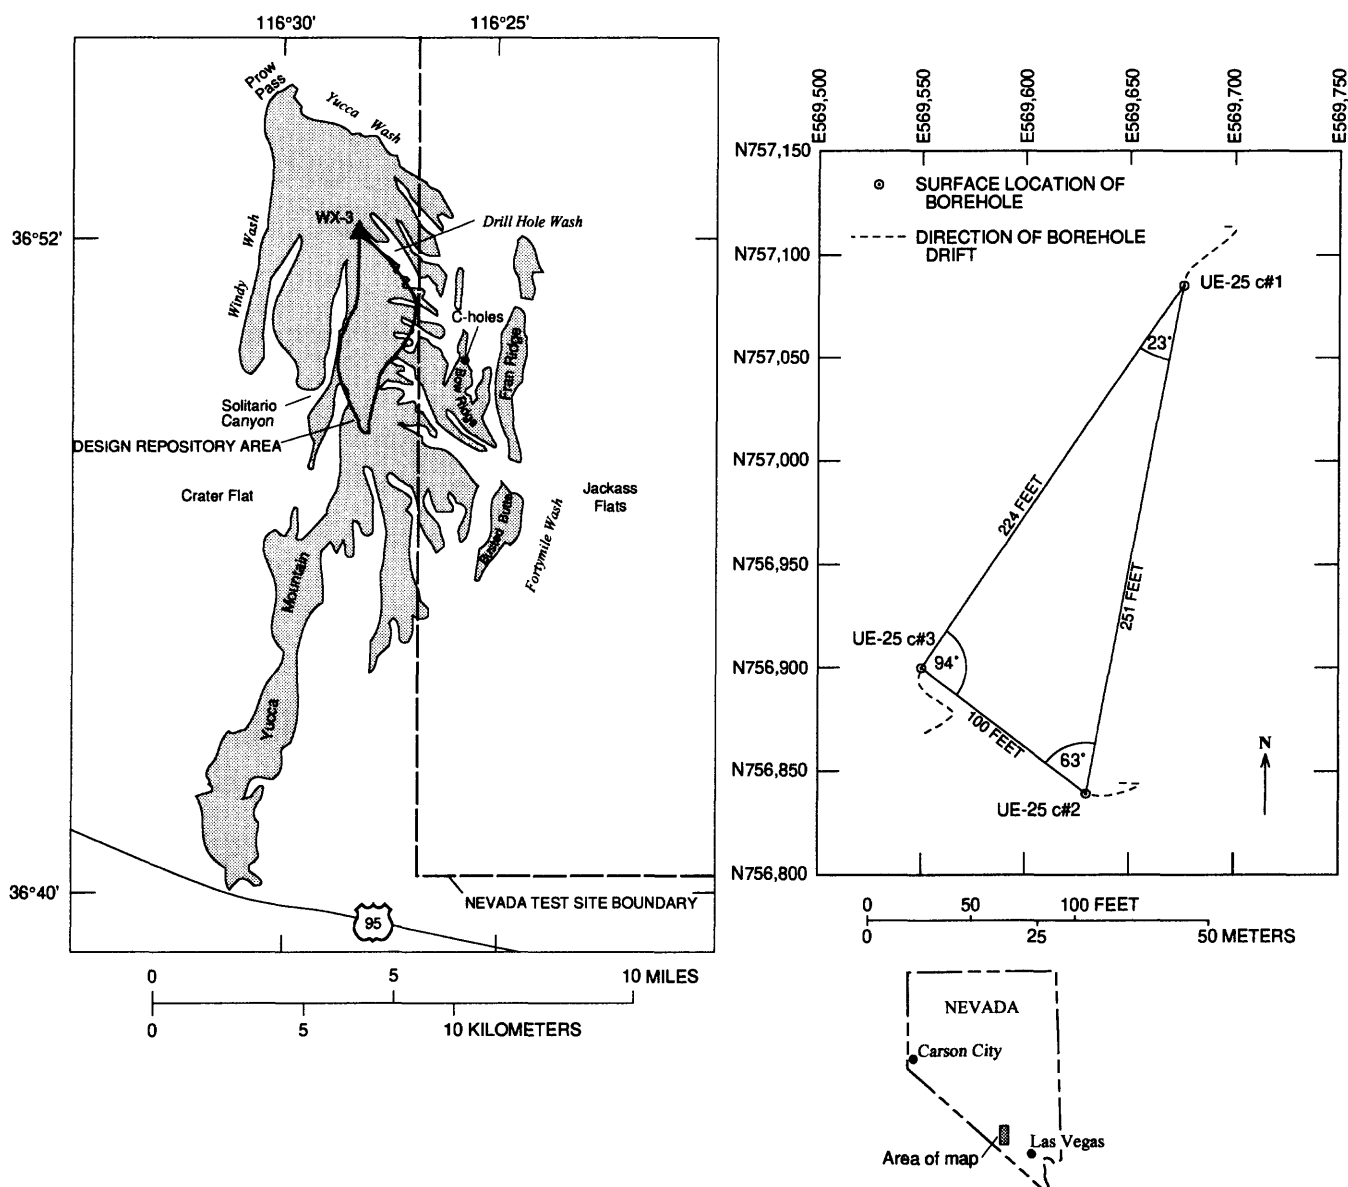 116°30'
116°25'
Prow
Pass
Yucca Wash
WX-3
Drill Hole Wash
36°52'
Windy Wash
C-holes
Bow Ridge
Fran Ridge
Solitario
Canyon
DESIGN REPOSITORY AREA
Crater Flat
Jackass
Flats
Busted Butte
Fortymile Wash
Yucca Mountain
36°40'
NEVADA TEST SITE BOUNDARY
95
0 5 10 MILES
0 5 10 KILOMETERS
E569,500
E569,550
E569,600
E569,650
E569,700
E569,750
N757,150
SURFACE LOCATION OF
BOREHOLE
DIRECTION OF BOREHOLE
DRIFT
N757,100
UE-25 c#1
23°
N757,050
N757,000
224 FEET
N756,950
251 FEET
UE-25 c#3
N756,900
94°
100 FEET
N756,850
63°
N
UE-25 c#2
N756,800
0 50 100 FEET
0 25 50 METERS
NEVADA
Carson City
Las Vegas
Area of map